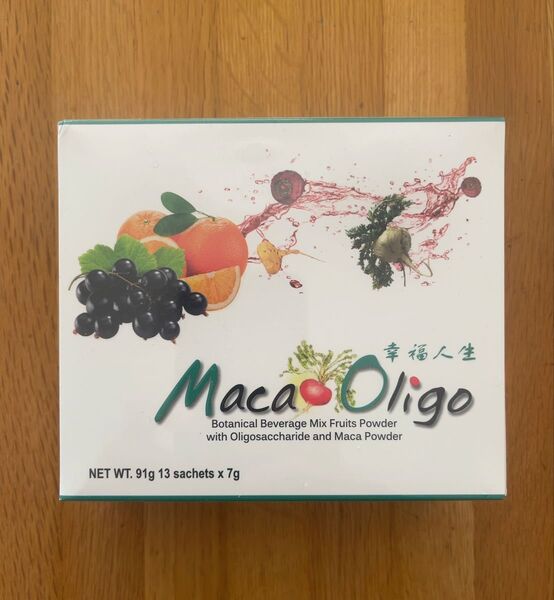 幸福人生
Maca Oligo
Botanical Beverage Mix Fruits Powder
with Oligosaccharide and Maca Powder
NET WT. 91g 13 sachets x 7g